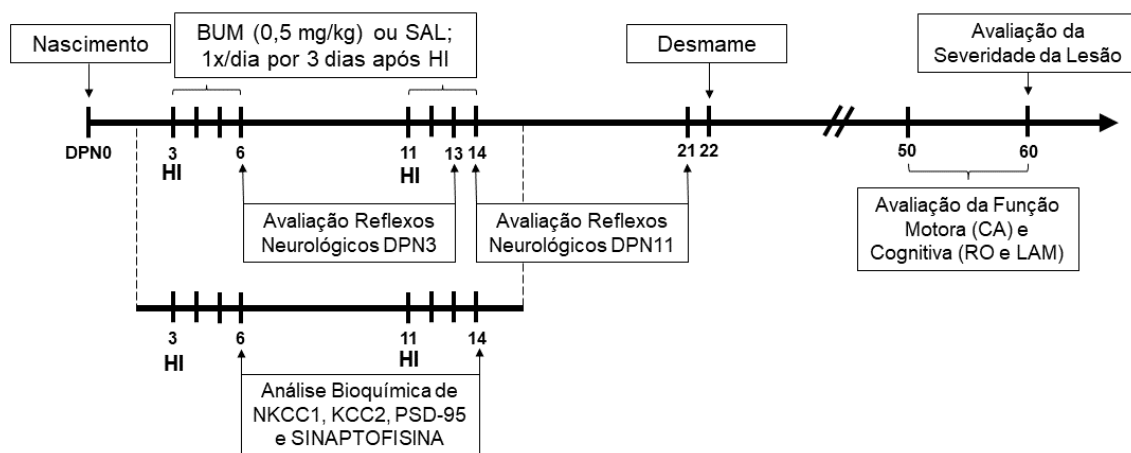 Nascimento
BUM (0,5 mg/kg) ou SAL;
1x/dia por 3 dias após HI
Desmame
Avaliação da
Severidade da Lesão
DPN0
3
6
11
13
14
21
22
50
60
HI
HI
Avaliação Reflexos
Neurológicos DPN3
Avaliação Reflexos
Neurológicos DPN11
Avaliação da Função
Motora (CA) e
Cognitiva (RO e LAM)
3
6
11
14
HI
HI
Análise Bioquímica de
NKCC1, KCC2, PSD-95
e SINAPTOFISINA